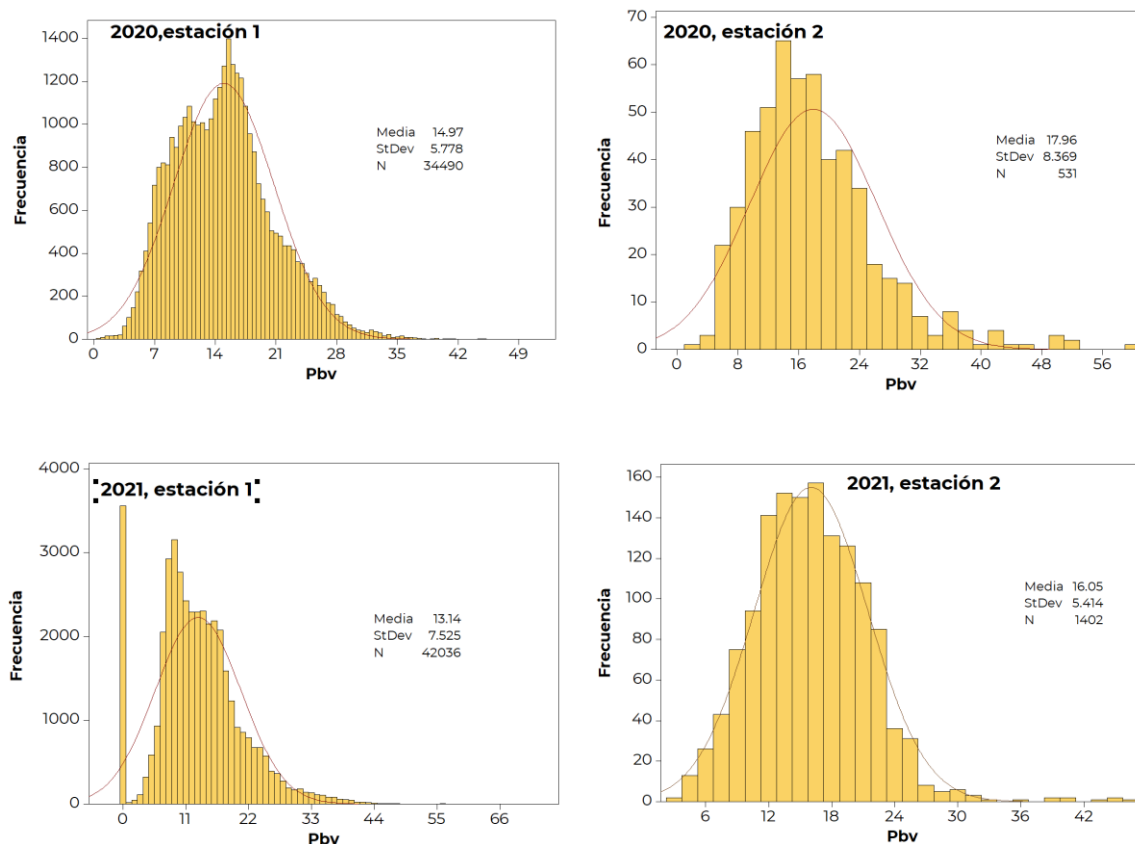 2020,estación 1
1400
1200
1000
800
600
400
200
0
Frecuencia
Media 14.97
StDev 5.778
N 34490
0 7 14 21 28 35 42 49
Pbv
2020, estación 2
70
60
50
40
30
20
10
0
Frecuencia
Media 17.96
StDev 8.369
N 531
0 8 16 24 32 40 48 56
Pbv
2021, estación 1
4000
3000
2000
1000
0
Frecuencia
Media 13.14
StDev 7.525
N 42036
0 11 22 33 44 55 66
Pbv
2021, estación 2
160
140
120
100
80
60
40
20
0
Frecuencia
Media 16.05
StDev 5.414
N 1402
6 12 18 24 30 36 42
Pbv